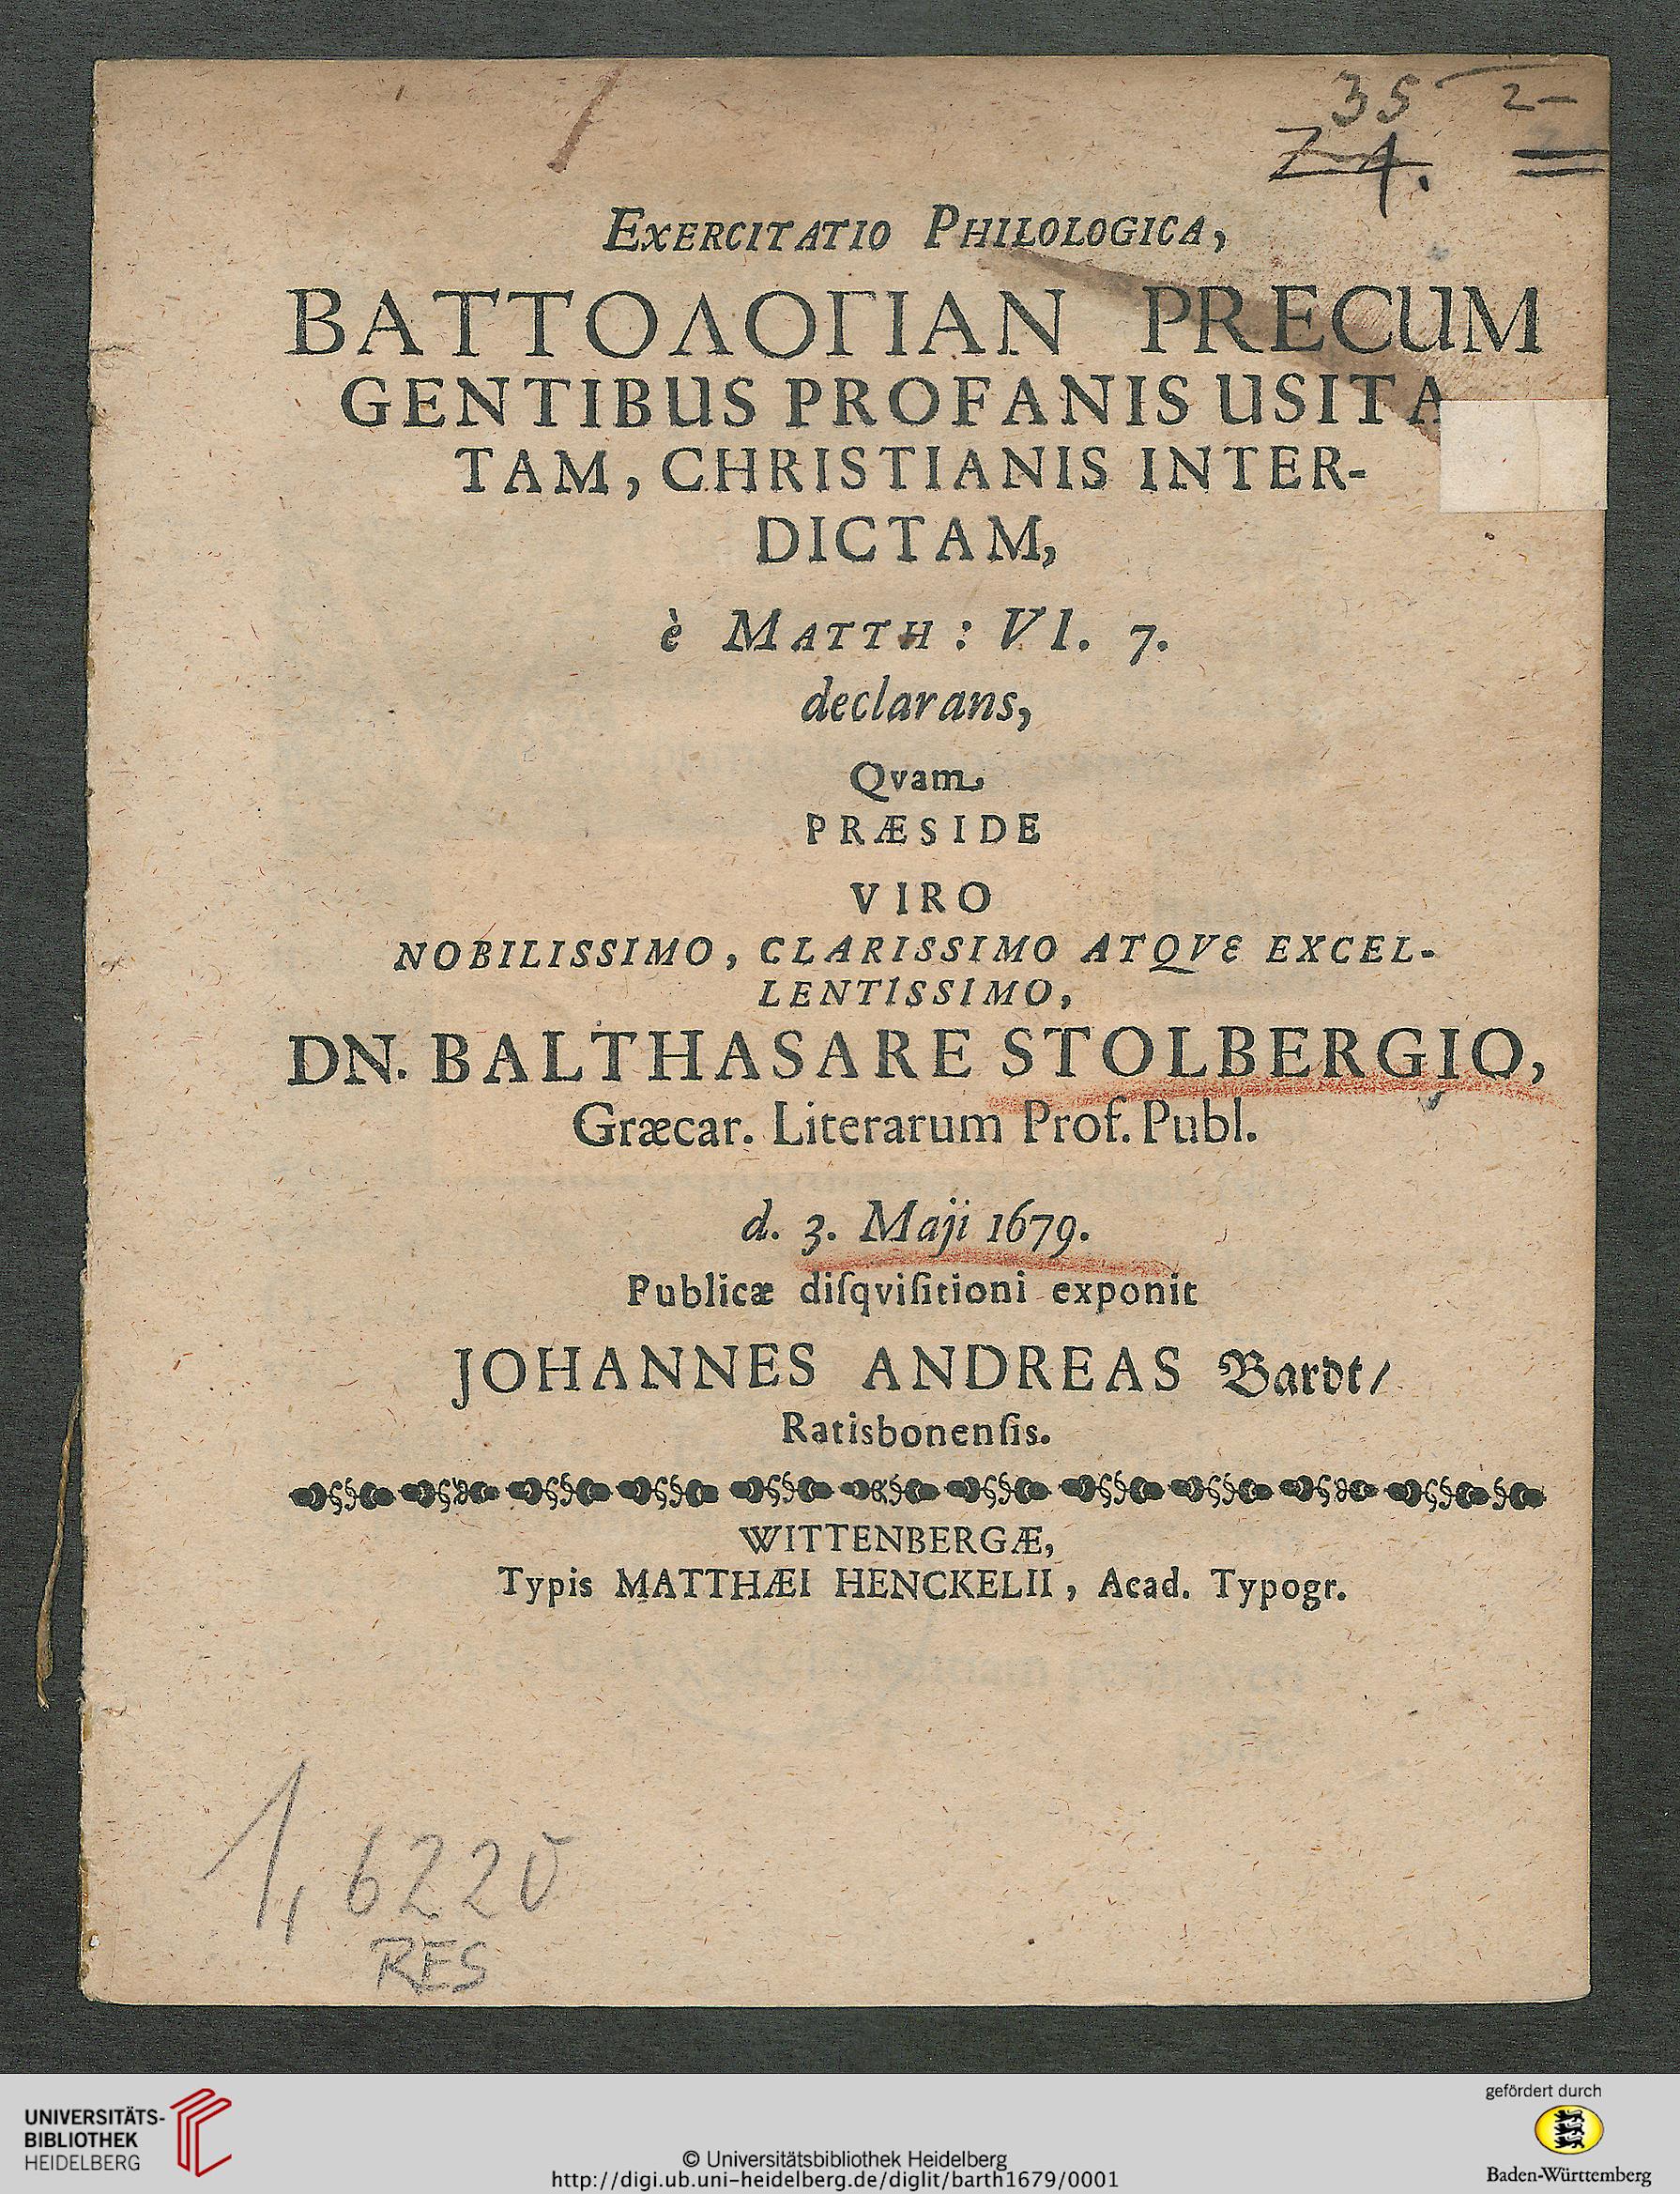 35 2-
Z 4.
EXERCITATIO PHILOLOGICA,
ΒΑΤΤΟΛΟΓΙΑΝ PRECUM
GENTIBUS PROFANIS USITA
TAM, CHRISTIANIS INTER-
DICTAM,
è MATTH: VI. 7.
declarans,
Qvam
PRÆSIDE
VIRO
NOBILISSIMO, CLARISSIMO ATQVE EXCEL-
LENTISSIMO,
DN. BALTHASARE STOLBERGIO,
Græcar. Literarum Prof. Publ.
d. 3. Maji 1679.
Publicæ diſqviſitioni exponit
JOHANNES ANDREAS Bardt/
Ratisbonenſis.
WITTENBERGÆ,
Typis MATTHÆI HENCKELII, Acad. Typogr.
1, 6220
RES
UNIVERSITÄTS-
BIBLIOTHEK
HEIDELBERG
© Universitätsbibliothek Heidelberg
http://digi.ub.uni-heidelberg.de/diglit/barth1679/0001
gefördert durch
Baden-Württemberg